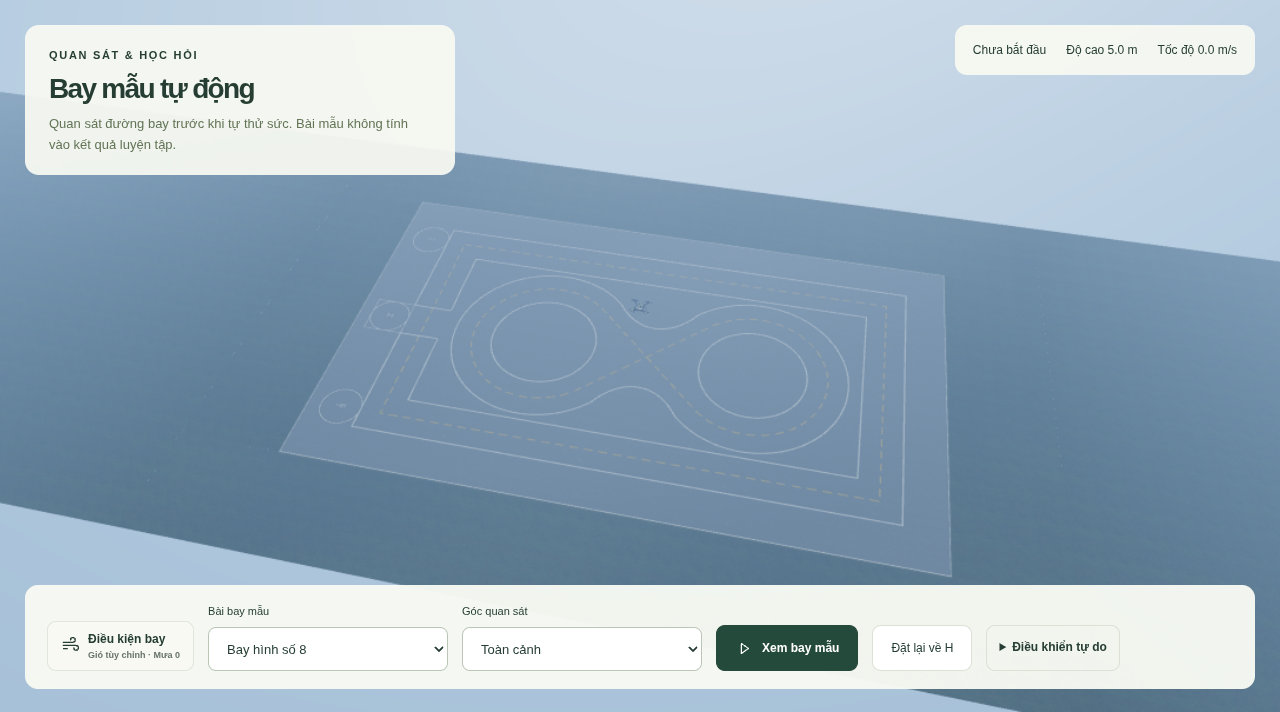 QUAN SÁT & HỌC HỎI
Bay mẫu tự động
Quan sát đường bay trước khi tự thử sức. Bài mẫu không tính
vào kết quả luyện tập.
Chưa bắt đầu Độ cao 5.0 m Tốc độ 0.0 m/s
Bài bay mẫu Góc quan sát
Điều kiện bay
Gió tùy chỉnh · Mưa 0
Bay hình số 8 Toàn cảnh Xem bay mẫu Đặt lại về H Điều khiển tự do